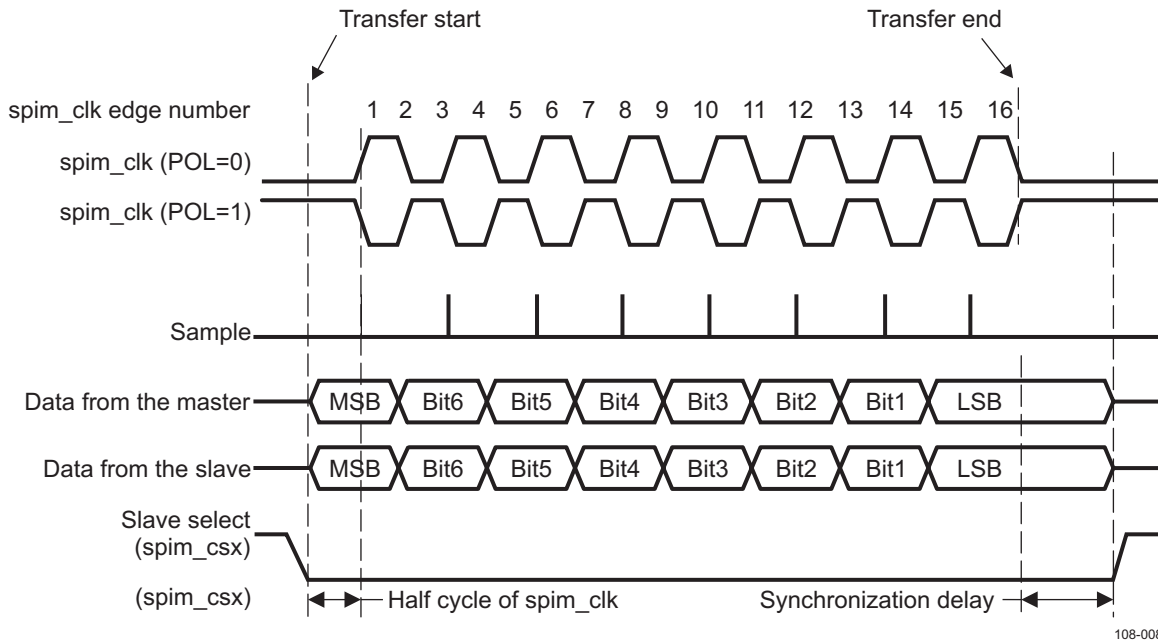 Transfer start
Transfer end
spim_clk edge number 1 2 3 4 5 6 7 8 9 10 11 12 13 14 15 16
spim_clk (POL=0)
spim_clk (POL=1)
Sample
Data from the master MSB Bit6 Bit5 Bit4 Bit3 Bit2 Bit1 LSB
Data from the slave MSB Bit6 Bit5 Bit4 Bit3 Bit2 Bit1 LSB
Slave select
(spim_csx)
(spim_csx) Half cycle of spim_clk Synchronization delay